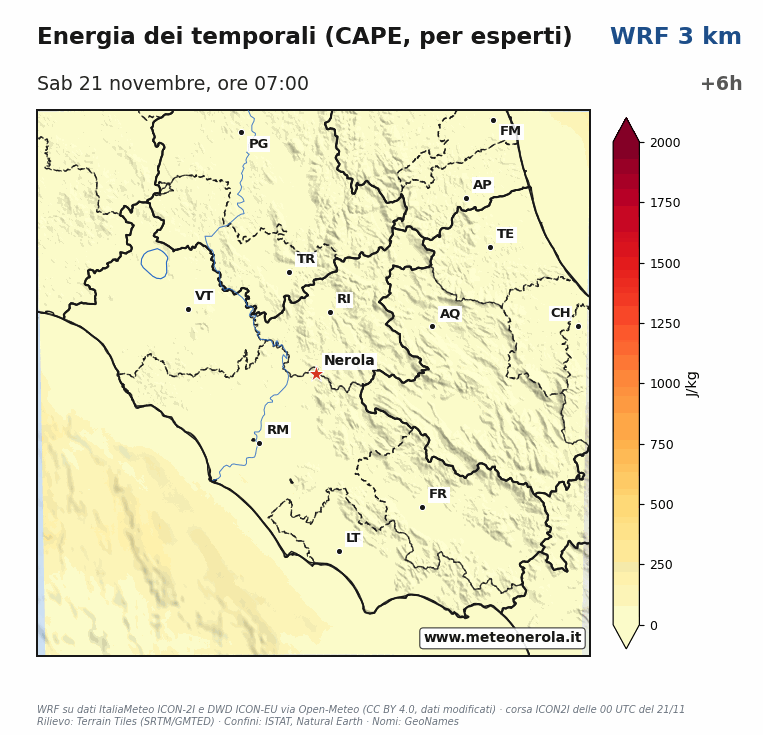 Energia dei temporali (CAPE, per esperti)
WRF 3 km
Sab 21 novembre, ore 07:00
+6h
FM
PG
AP
TE
TR
VT
RI
AQ
CH
Nerola
RM
FR
LT
www.meteonerola.it
2000
1750
1500
1250
1000
750
500
250
0
J/kg
WRF su dati ItaliaMeteo ICON-2I e DWD ICON-EU via Open-Meteo (CC BY 4.0, dati modificati) · corsa ICON2I delle 00 UTC del 21/11
Rilievo: Terrain Tiles (SRTM/GMTED) · Confini: ISTAT, Natural Earth · Nomi: GeoNames